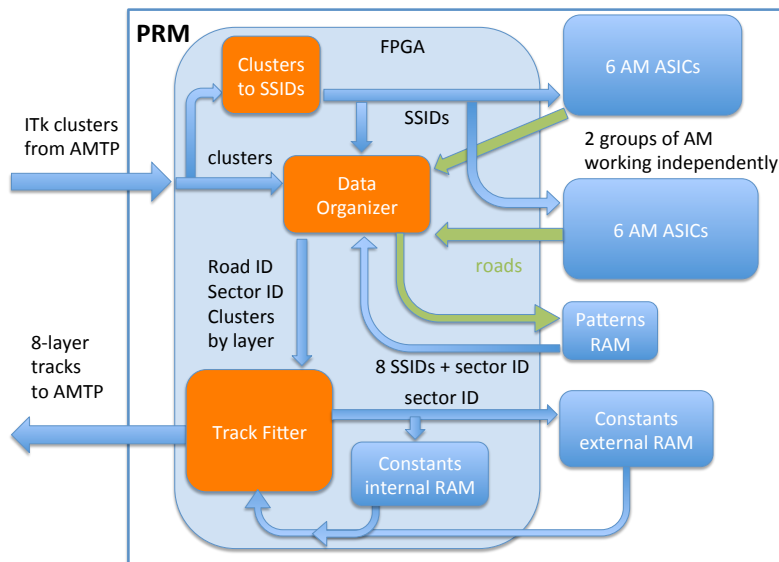 PRM
FPGA
Clusters
to SSIDs
6 AM ASICs
ITk clusters
from AMTP
SSIDs
clusters
2 groups of AM
working independently
Data
Organizer
6 AM ASICs
roads
Road ID
Sector ID
Clusters
by layer
Patterns
RAM
8-layer
tracks
to AMTP
8 SSIDs + sector ID
sector ID
Track Fitter
Constants
external RAM
Constants
internal RAM